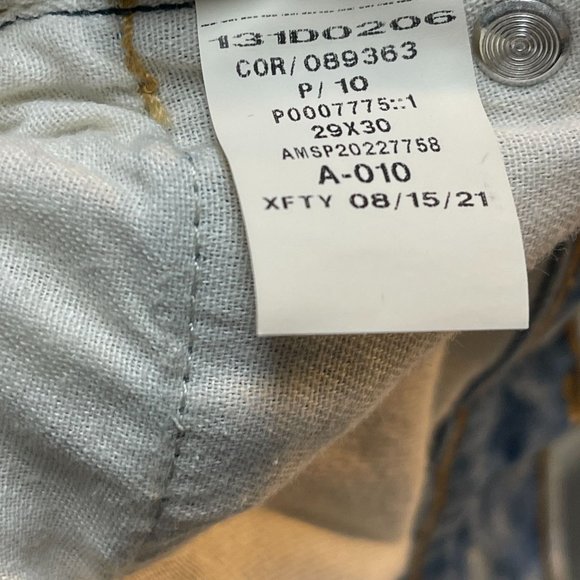 131D0206
COR/089363
P/ 10
P0007775::1
29X30
AMSP20227758
A-010
XFTY 08/15/21